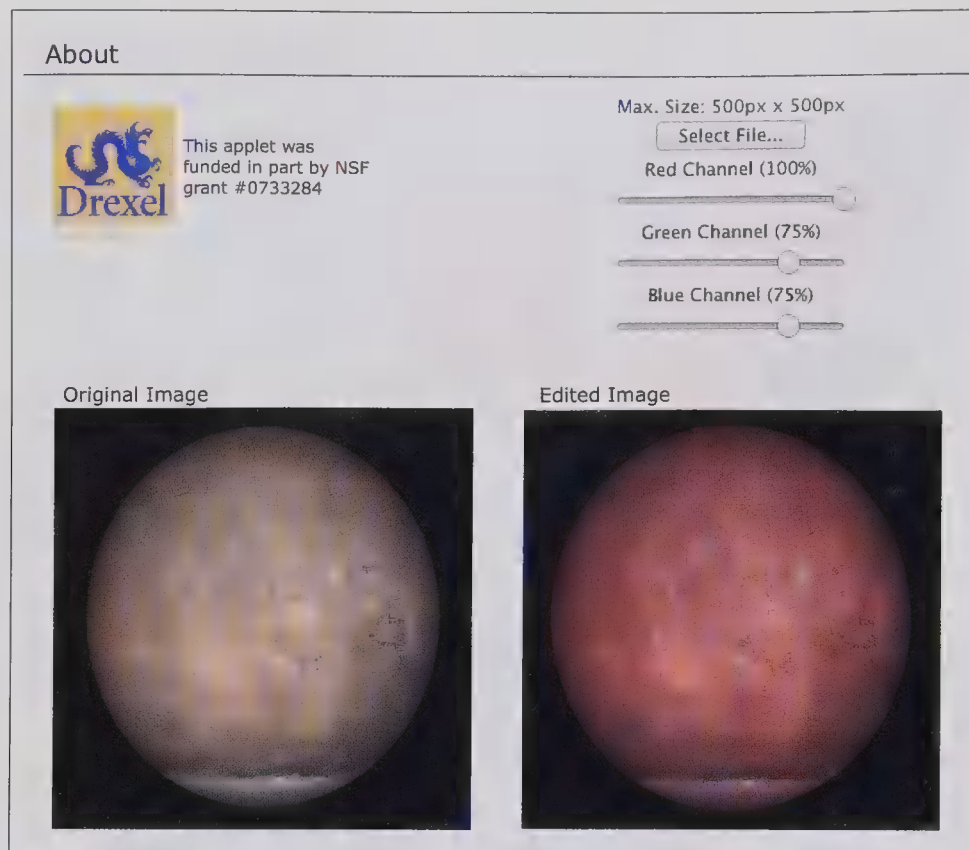 About
Drexel
This applet was
funded in part by NSF
grant #0733284
Max. Size: 500px x 500px
Select File...
Red Channel (100%)
Green Channel (75%)
Blue Channel (75%)
Original Image
Edited Image